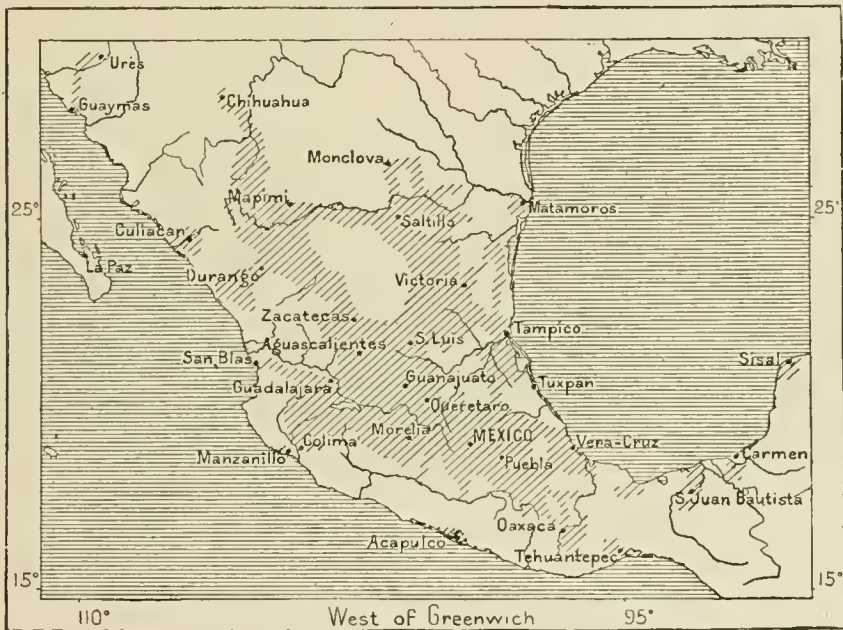 Ures
Guaymas
Chihuahua
Monclova
Mapimi
25°
Saltillo
Matamoros
25°
Culiacan
La Paz
Durango
Victoria
Zacatecas
S. Luis
Tampico
Aguascalientes
San Blas
Sisal
Guadalajara
Guanajuato
Tuxpan
Queretaro
Morelia
MEXICO
Vera-Cruz
Colima
Manzanillo
Puebla
Carmen
S. Juan Bautista
Oaxaca
Acapulco
Tehuantepec
15°
15°
110°
West of Greenwich
95°